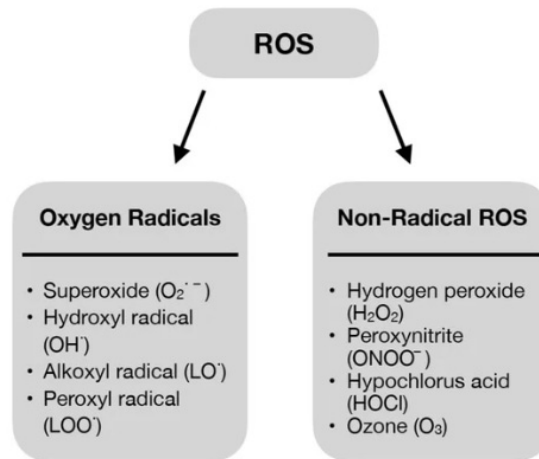 ROS
Oxygen Radicals
• Superoxide (O₂˙⁻)
• Hydroxyl radical
(OH˙)
• Alkoxyl radical (LO˙)
• Peroxyl radical
(LOO˙)
Non-Radical ROS
• Hydrogen peroxide
(H₂O₂)
• Peroxynitrite
(ONOO⁻)
• Hypochlorus acid
(HOCl)
• Ozone (O₃)